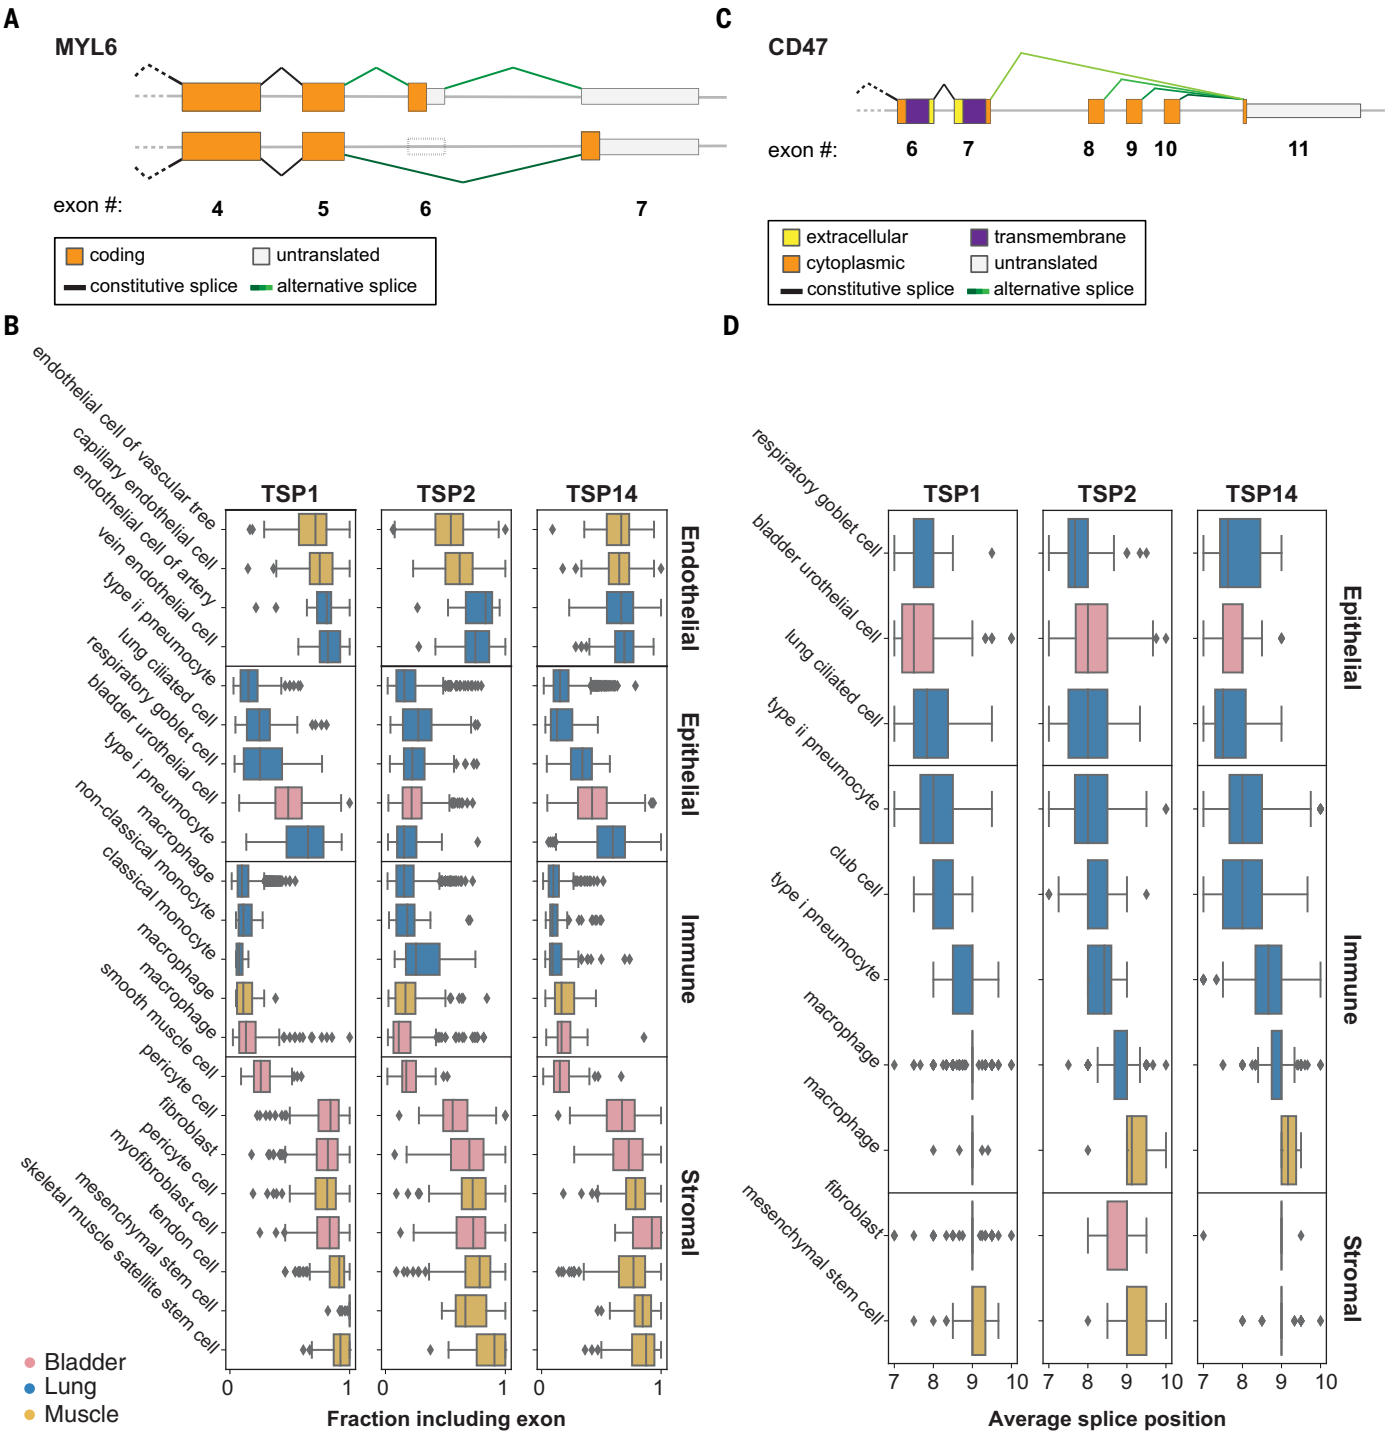 A
MYL6
exon #:
4
5
6
7
coding
untranslated
constitutive splice
alternative splice
C
CD47
exon #:
6
7
8
9
10
11
extracellular
transmembrane
cytoplasmic
untranslated
constitutive splice
alternative splice
B
TSP1
TSP2
TSP14
endothelial cell of vascular tree
capillary endothelial cell
endothelial cell of artery
vein endothelial cell
type ii pneumocyte
lung ciliated cell
respiratory goblet cell
bladder urothelial cell
type i pneumocyte
macrophage
non-classical monocyte
classical monocyte
macrophage
macrophage
smooth muscle cell
pericyte cell
fibroblast
pericyte cell
myofibroblast cell
tendon cell
mesenchymal stem cell
skeletal muscle satellite stem cell
Endothelial
Epithelial
Immune
Stromal
0
1
0
1
0
1
Fraction including exon
Bladder
Lung
Muscle
D
TSP1
TSP2
TSP14
respiratory goblet cell
bladder urothelial cell
lung ciliated cell
type ii pneumocyte
club cell
type i pneumocyte
macrophage
macrophage
fibroblast
mesenchymal stem cell
Epithelial
Immune
Stromal
7
8
9
10
7
8
9
10
7
8
9
10
Average splice position